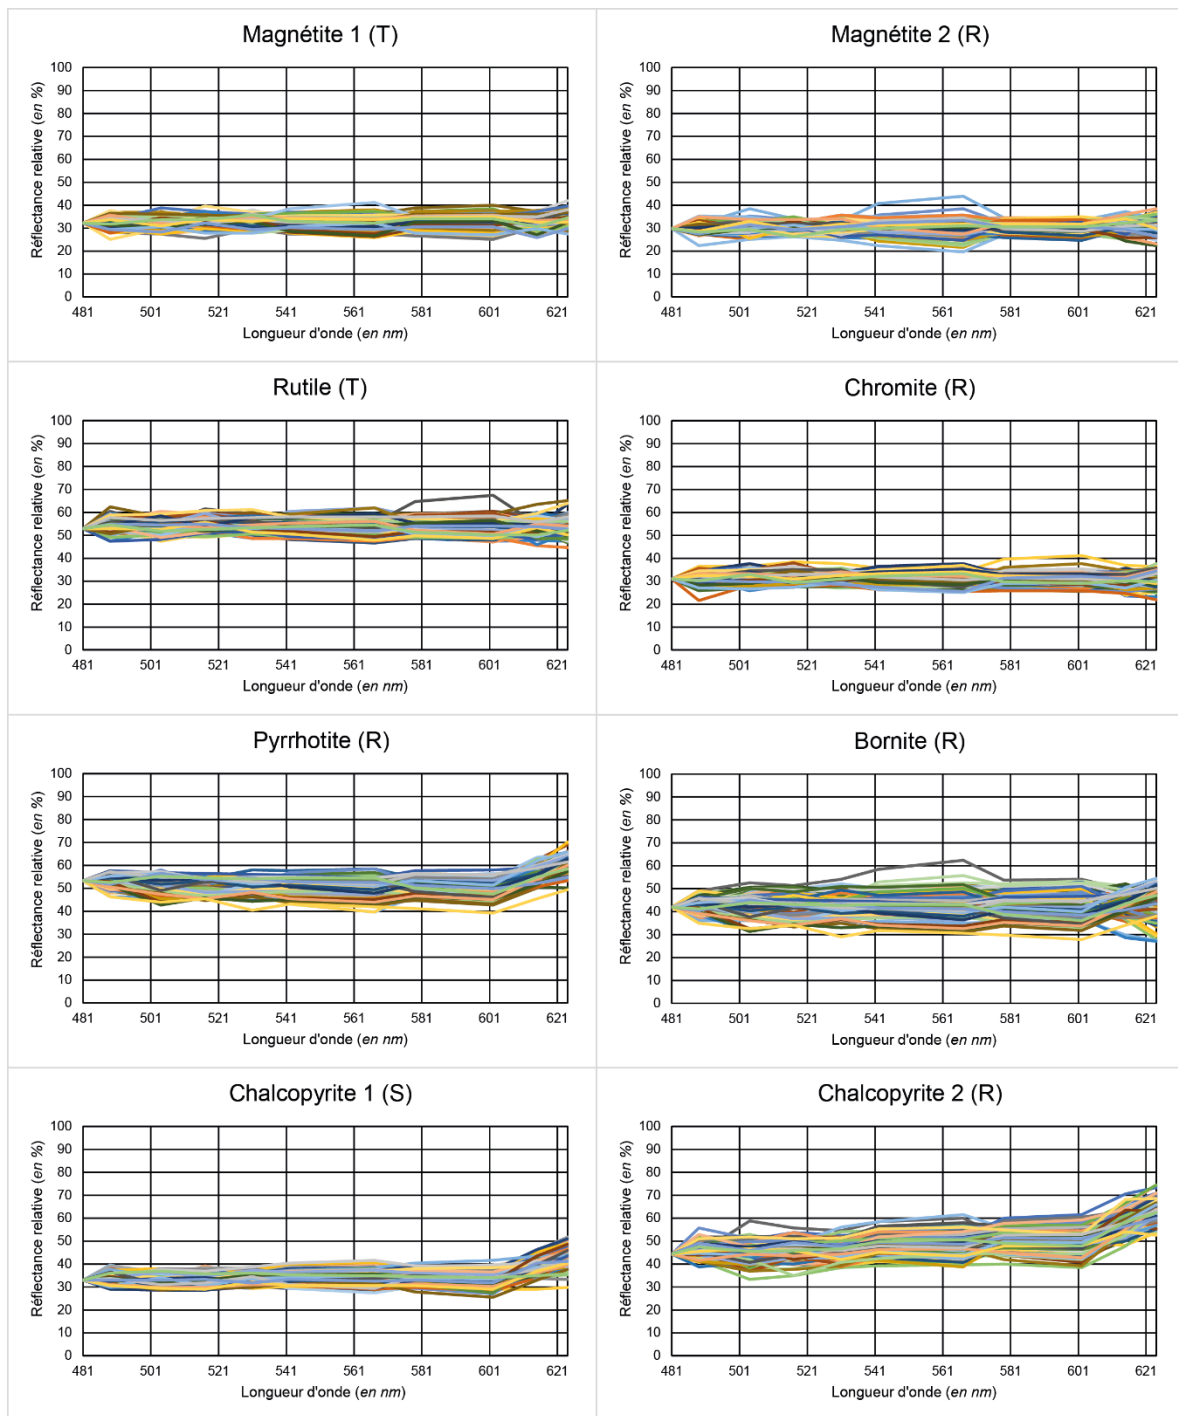 Magnétite 1 (T)
Réflectance relative (en %)
100
90
80
70
60
50
40
30
20
10
0
481 501 521 541 561 581 601 621
Longueur d'onde (en nm)
Magnétite 2 (R)
Réflectance relative (en %)
100
90
80
70
60
50
40
30
20
10
0
481 501 521 541 561 581 601 621
Longueur d'onde (en nm)
Rutile (T)
Réflectance relative (en %)
100
90
80
70
60
50
40
30
20
10
0
481 501 521 541 561 581 601 621
Longueur d'onde (en nm)
Chromite (R)
Réflectance relative (en %)
100
90
80
70
60
50
40
30
20
10
0
481 501 521 541 561 581 601 621
Longueur d'onde (en nm)
Pyrrhotite (R)
Réflectance relative (en %)
100
90
80
70
60
50
40
30
20
10
0
481 501 521 541 561 581 601 621
Longueur d'onde (en nm)
Bornite (R)
Réflectance relative (en %)
100
90
80
70
60
50
40
30
20
10
0
481 501 521 541 561 581 601 621
Longueur d'onde (en nm)
Chalcopyrite 1 (S)
Réflectance relative (en %)
100
90
80
70
60
50
40
30
20
10
0
481 501 521 541 561 581 601 621
Longueur d'onde (en nm)
Chalcopyrite 2 (R)
Réflectance relative (en %)
100
90
80
70
60
50
40
30
20
10
0
481 501 521 541 561 581 601 621
Longueur d'onde (en nm)